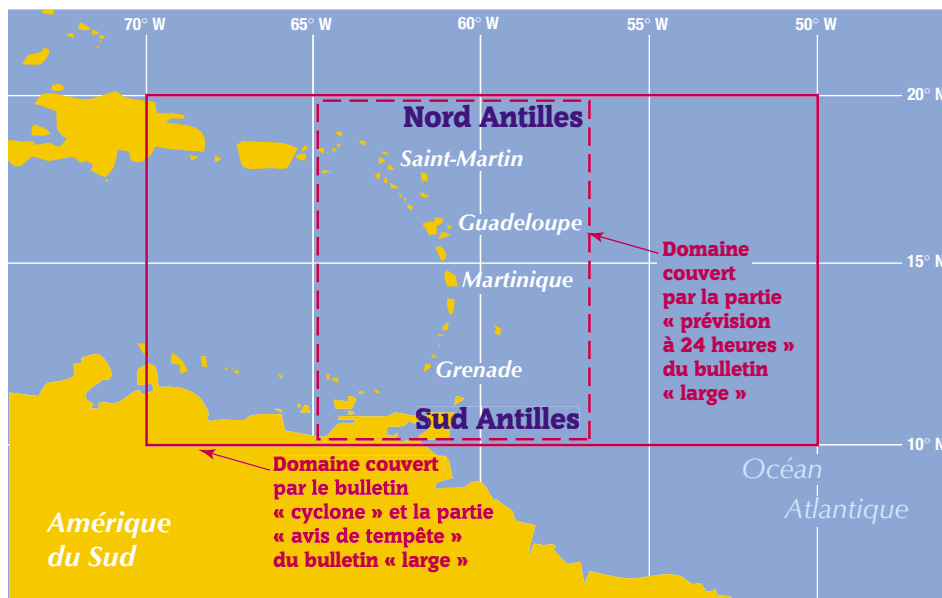 70° W
65° W
60° W
55° W
50° W
20° N
Nord Antilles
Saint-Martin
Guadeloupe
Domaine
couvert
par la partie
« prévision
à 24 heures »
du bulletin
« large »
15° N
Martinique
Grenade
Sud Antilles
10° N
Domaine couvert
par le bulletin
« cyclone » et la partie
« avis de tempête »
du bulletin « large »
Océan
Atlantique
Amérique
du Sud